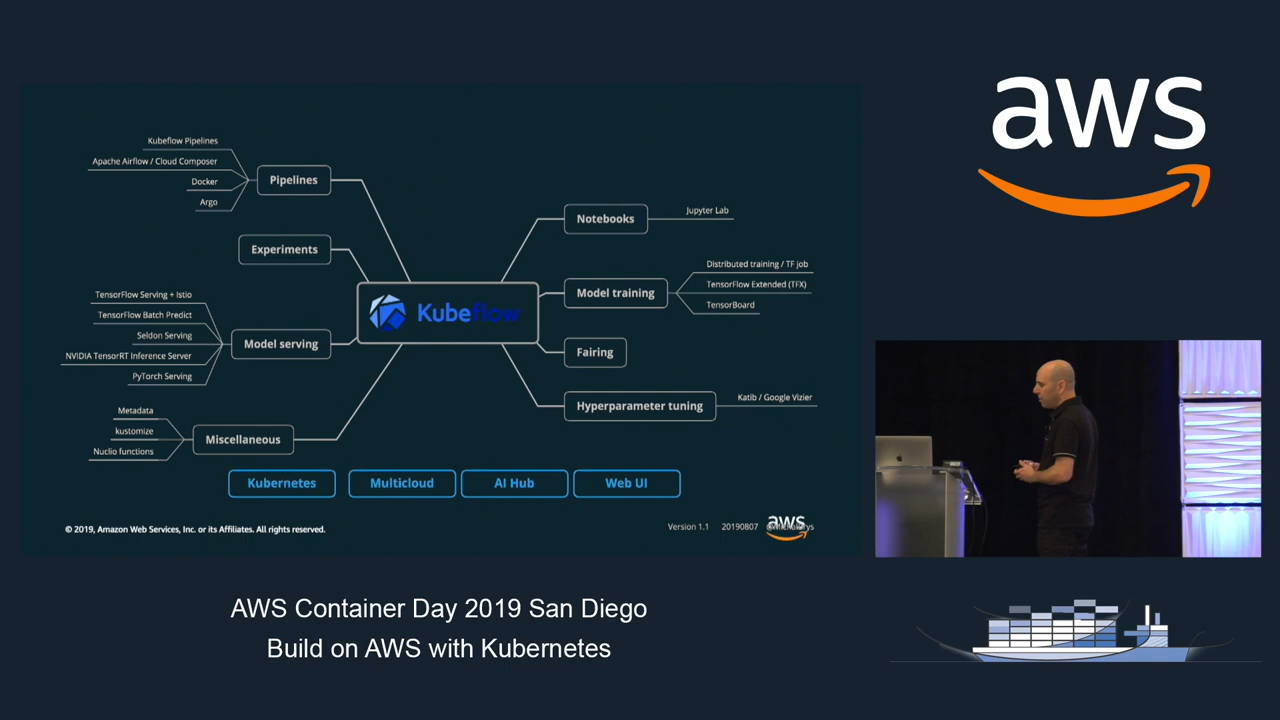 Kubeflow Pipelines
Apache Airflow / Cloud Composer
Docker
Argo
Pipelines
Experiments
TensorFlow Serving + Istio
TensorFlow Batch Predict
Seldon Serving
NVIDIA TensorRT Inference Server
PyTorch Serving
Model serving
Metadata
kustomize
Nuclio functions
Miscellaneous
Kubeflow
Notebooks
Jupyter Lab
Model training
Distributed training / TF job
TensorFlow Extended (TFX)
TensorBoard
Fairing
Hyperparameter tuning
Katib / Google Vizier
Kubernetes
Multicloud
AI Hub
Web UI
© 2019, Amazon Web Services, Inc. or its Affiliates. All rights reserved.
Version 1.1 20190807
aws
aws
AWS Container Day 2019 San Diego
Build on AWS with Kubernetes